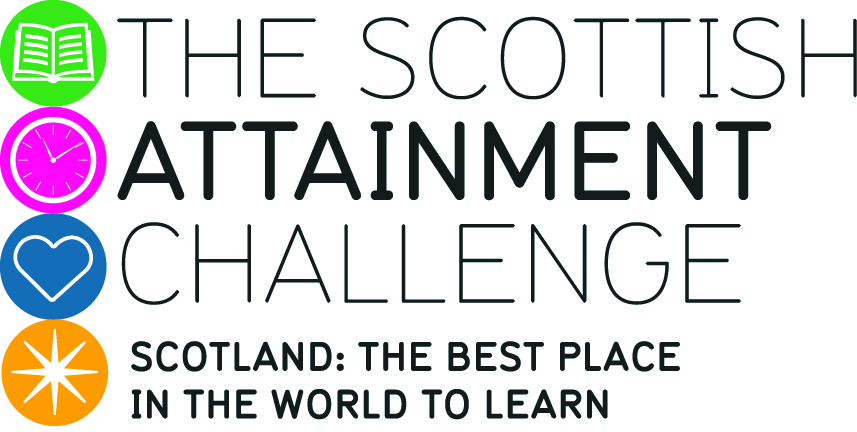 THE SCOTTISH
ATTAINMENT
CHALLENGE
SCOTLAND: THE BEST PLACE
IN THE WORLD TO LEARN